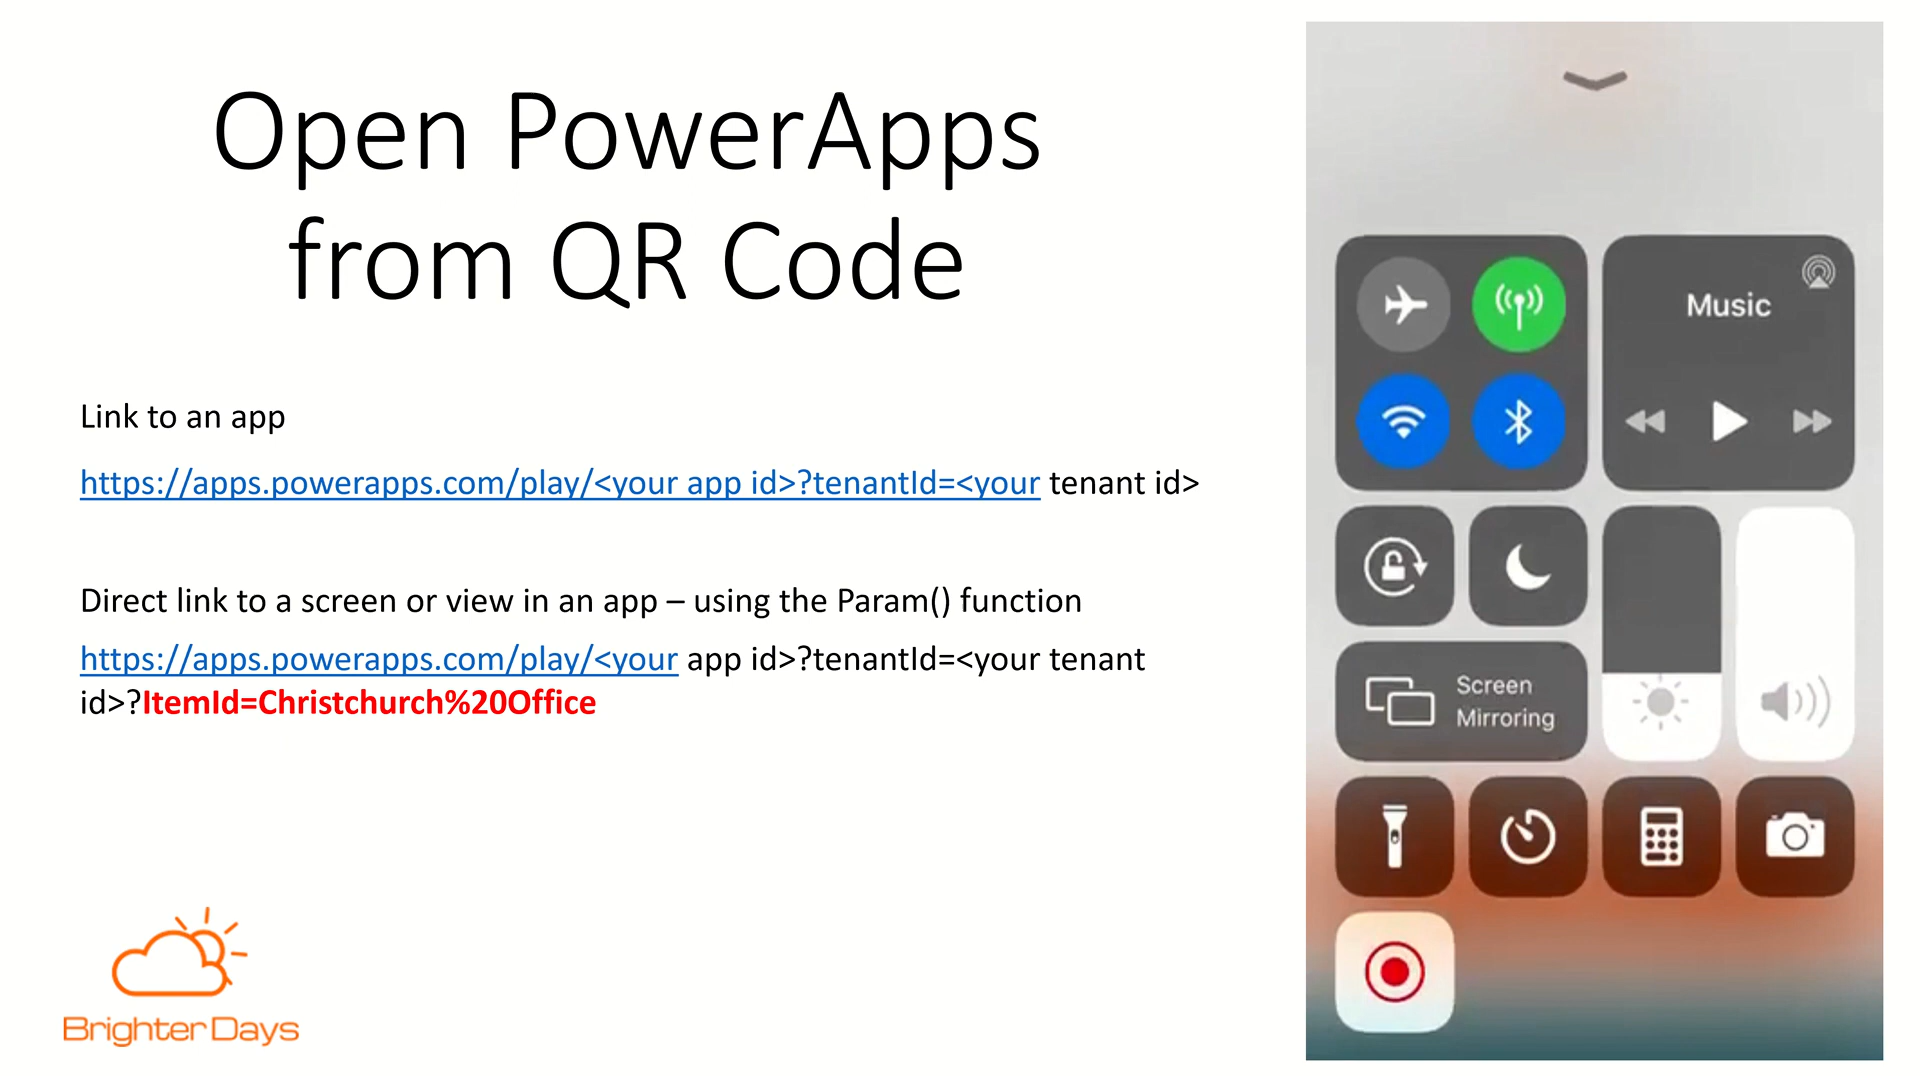 Open PowerApps
from QR Code
Link to an app
https://apps.powerapps.com/play/<your app id>?tenantId=<your tenant id>
Direct link to a screen or view in an app – using the Param() function
https://apps.powerapps.com/play/<your app id>?tenantId=<your tenant
id>?ItemId=Christchurch%20Office
Brighter Days
Music
Screen
Mirroring